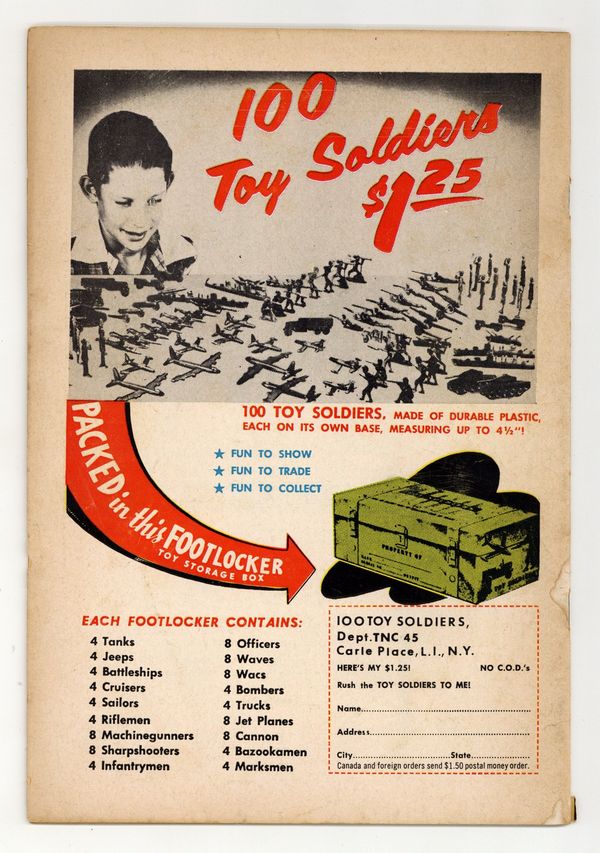 100
Toy Soldiers
$1.25
100 TOY SOLDIERS, MADE OF DURABLE PLASTIC,
EACH ON ITS OWN BASE, MEASURING UP TO 4½"!
★ FUN TO SHOW
★ FUN TO TRADE
★ FUN TO COLLECT
PACKED in this FOOTLOCKER
TOY STORAGE BOX
PROPERTY OF
EACH FOOTLOCKER CONTAINS:
4 Tanks
4 Jeeps
4 Battleships
4 Cruisers
4 Sailors
4 Riflemen
8 Machinegunners
8 Sharpshooters
4 Infantrymen
8 Officers
8 Waves
8 Wacs
4 Bombers
4 Trucks
8 Jet Planes
8 Cannon
4 Bazookamen
4 Marksmen
100 TOY SOLDIERS,
Dept.TNC 45
Carle Place, L.I., N.Y.
HERE'S MY $1.25! NO C.O.D.'s
Rush the TOY SOLDIERS TO ME!
Name
Address
City State
Canada and foreign orders send $1.50 postal money order.